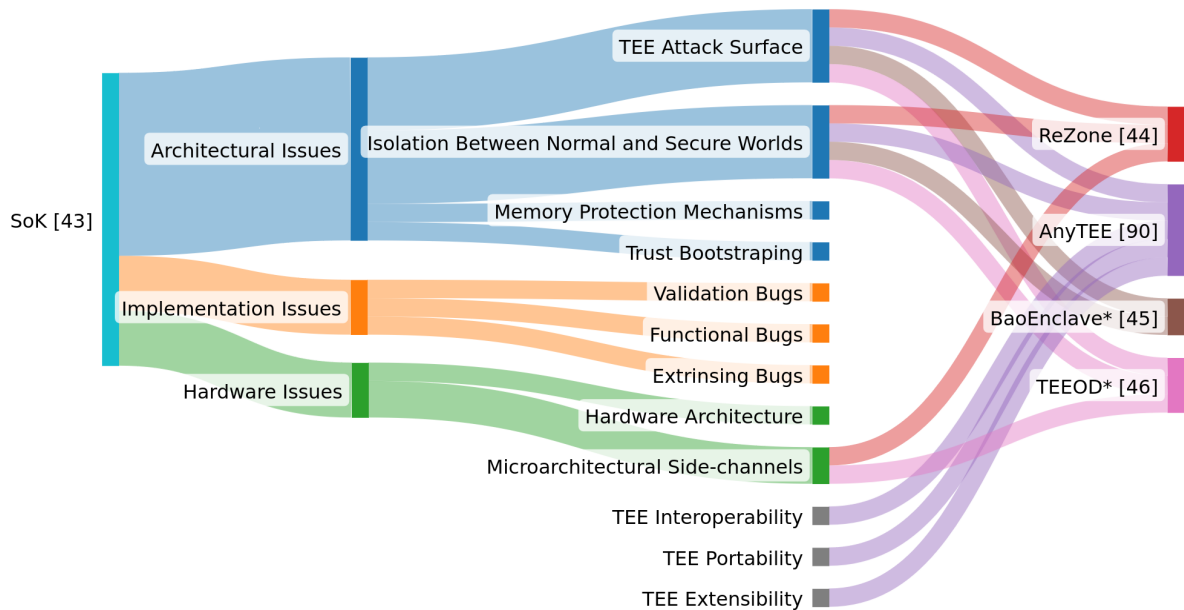 SoK [43]
Architectural Issues
Implementation Issues
Hardware Issues
TEE Attack Surface
Isolation Between Normal and Secure Worlds
Memory Protection Mechanisms
Trust Bootstraping
Validation Bugs
Functional Bugs
Extrinsing Bugs
Hardware Architecture
Microarchitectural Side-channels
TEE Interoperability
TEE Portability
TEE Extensibility
ReZone [44]
AnyTEE [90]
BaoEnclave* [45]
TEEOD* [46]